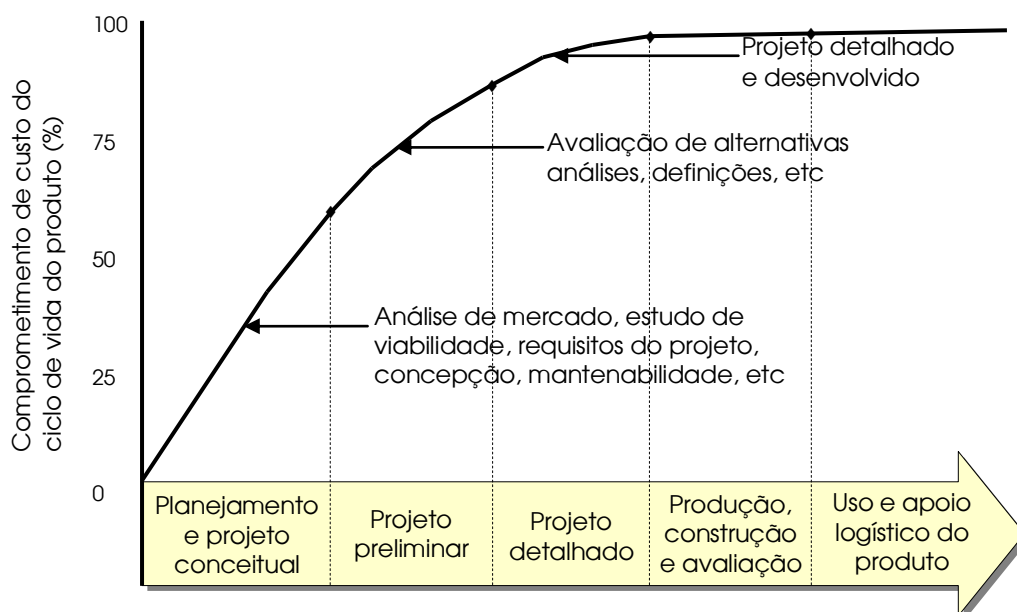 Comprometimento de custo do
ciclo de vida do produto (%)
100
75
50
25
0
Projeto detalhado
e desenvolvido
Avaliação de alternativas
análises, definições, etc
Análise de mercado, estudo de
viabilidade, requisitos do projeto,
concepção, mantenabilidade, etc
Planejamento
e projeto
conceitual
Projeto
preliminar
Projeto
detalhado
Produção,
construção
e avaliação
Uso e apoio
logístico do
produto